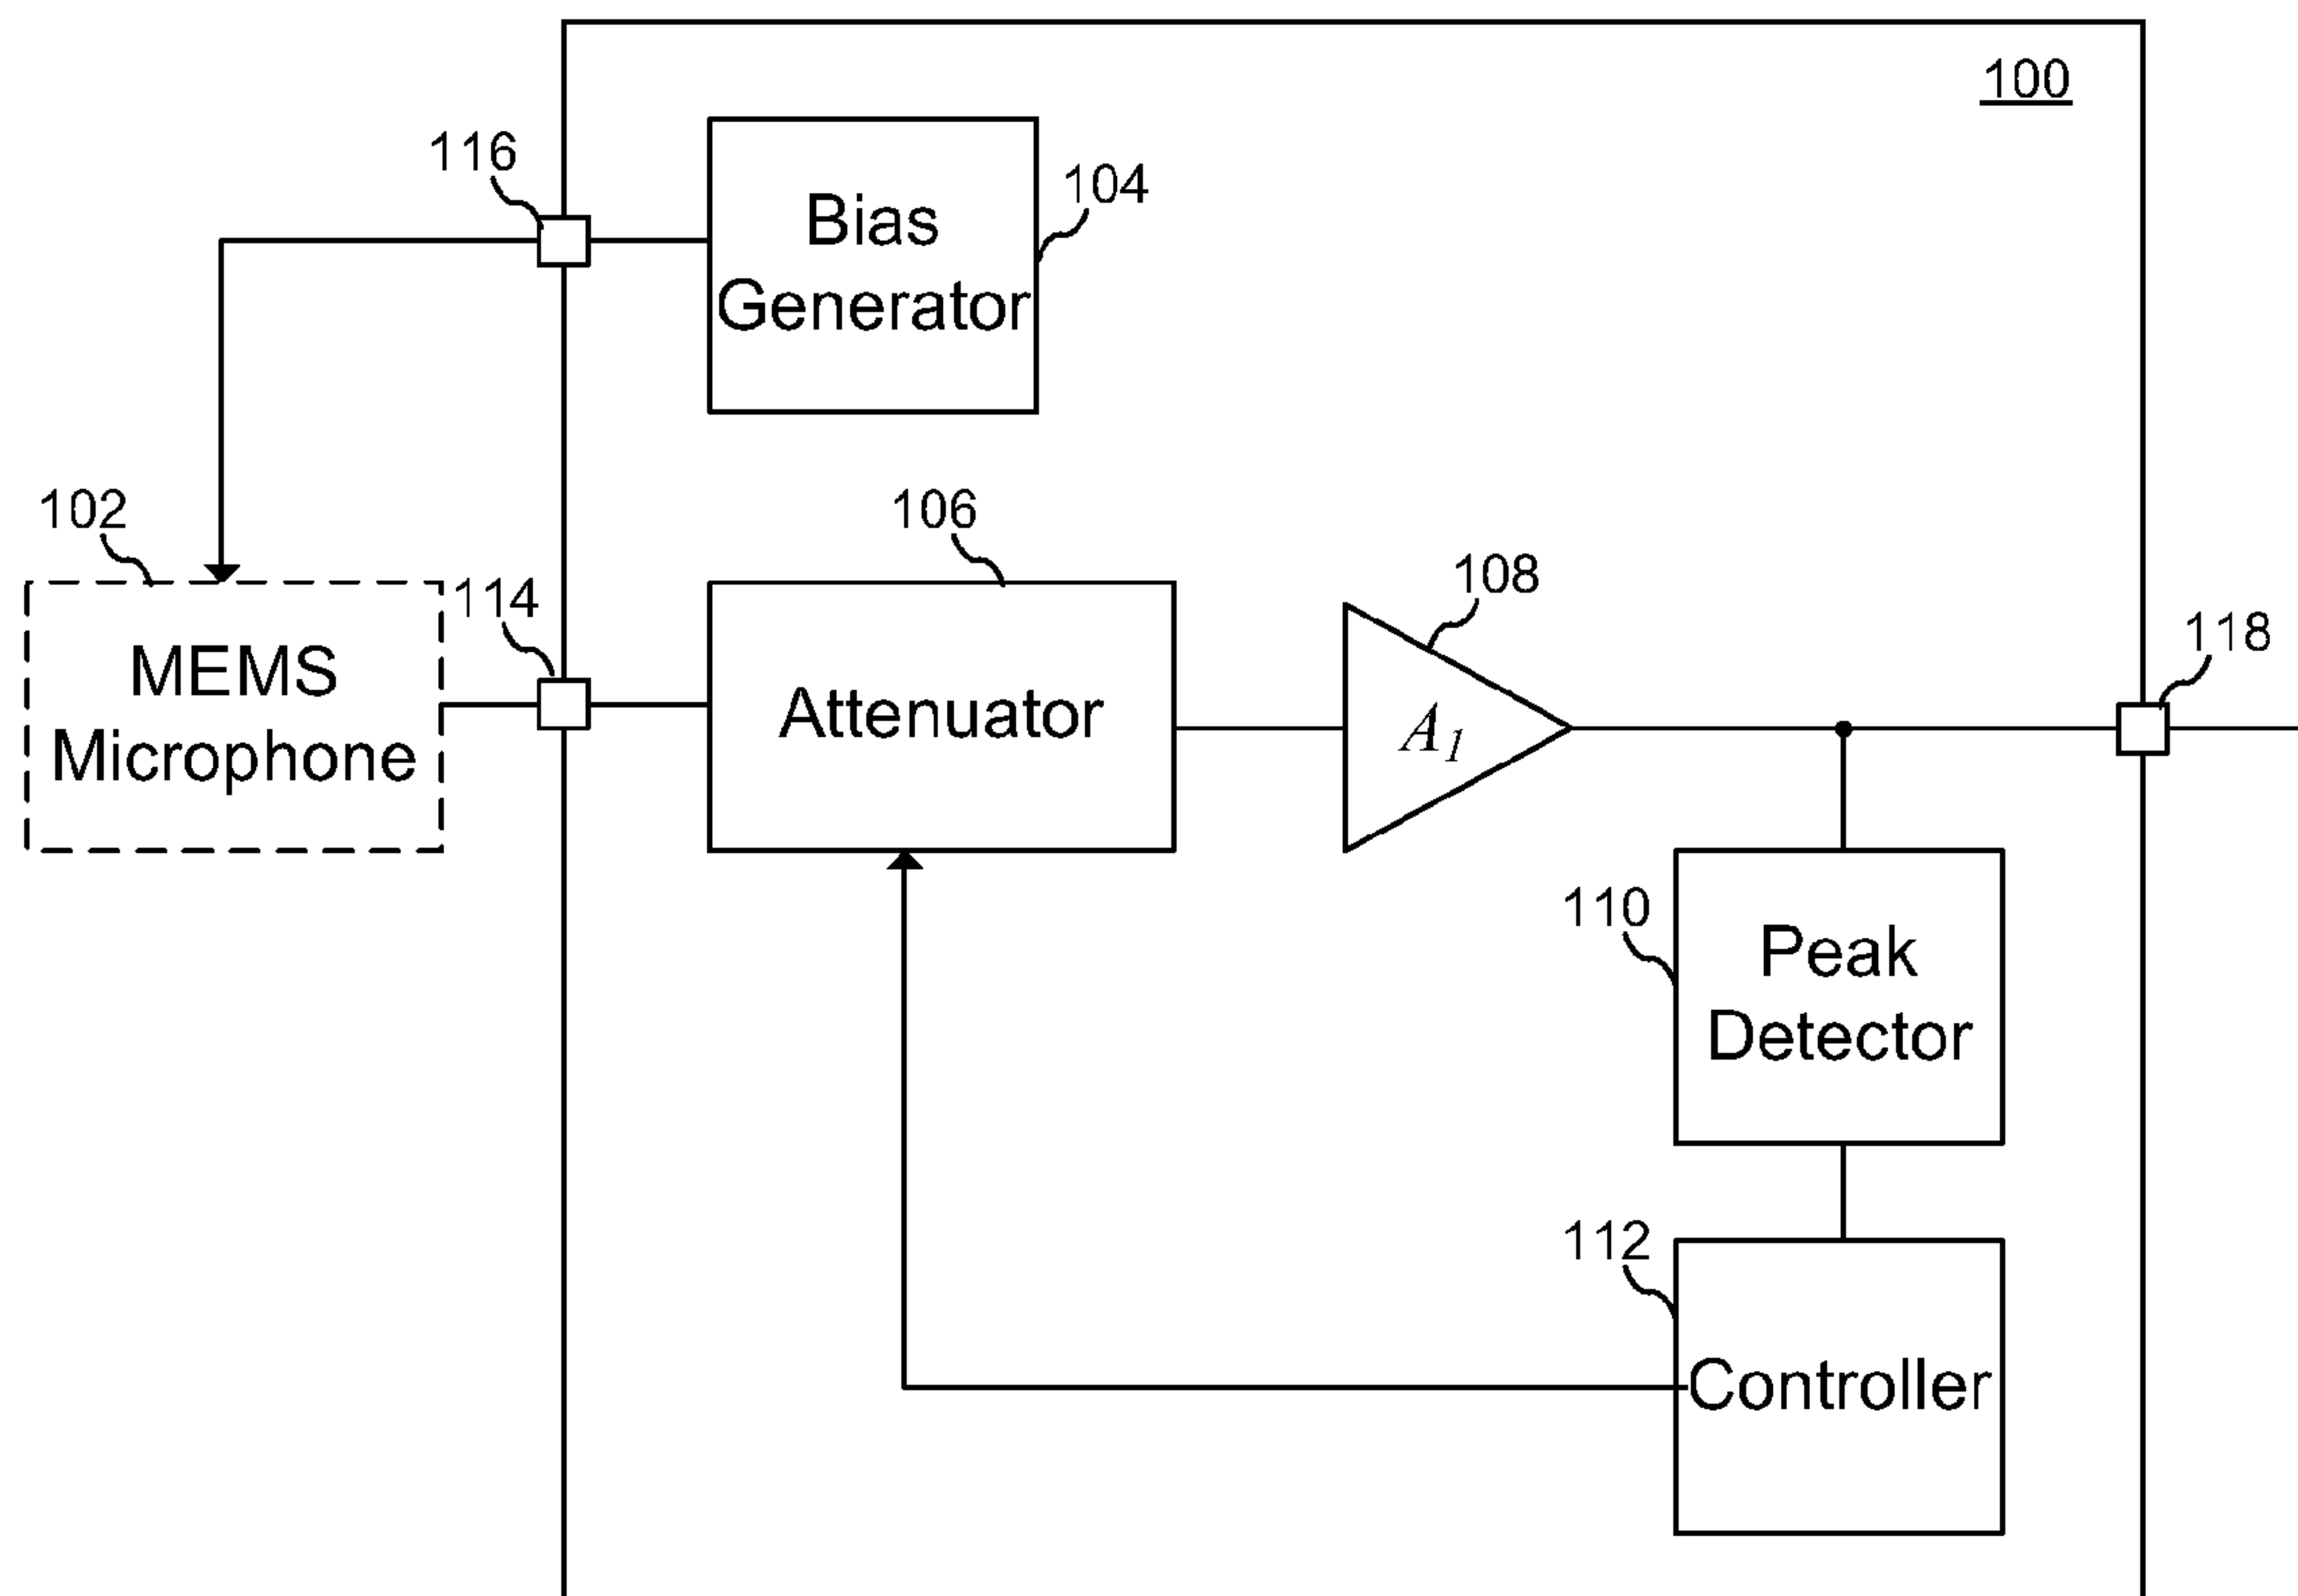 100
116
104
Bias
Generator
102
106
114
108
118
MEMS
Microphone
Attenuator
A1
110
Peak
Detector
112
Controller